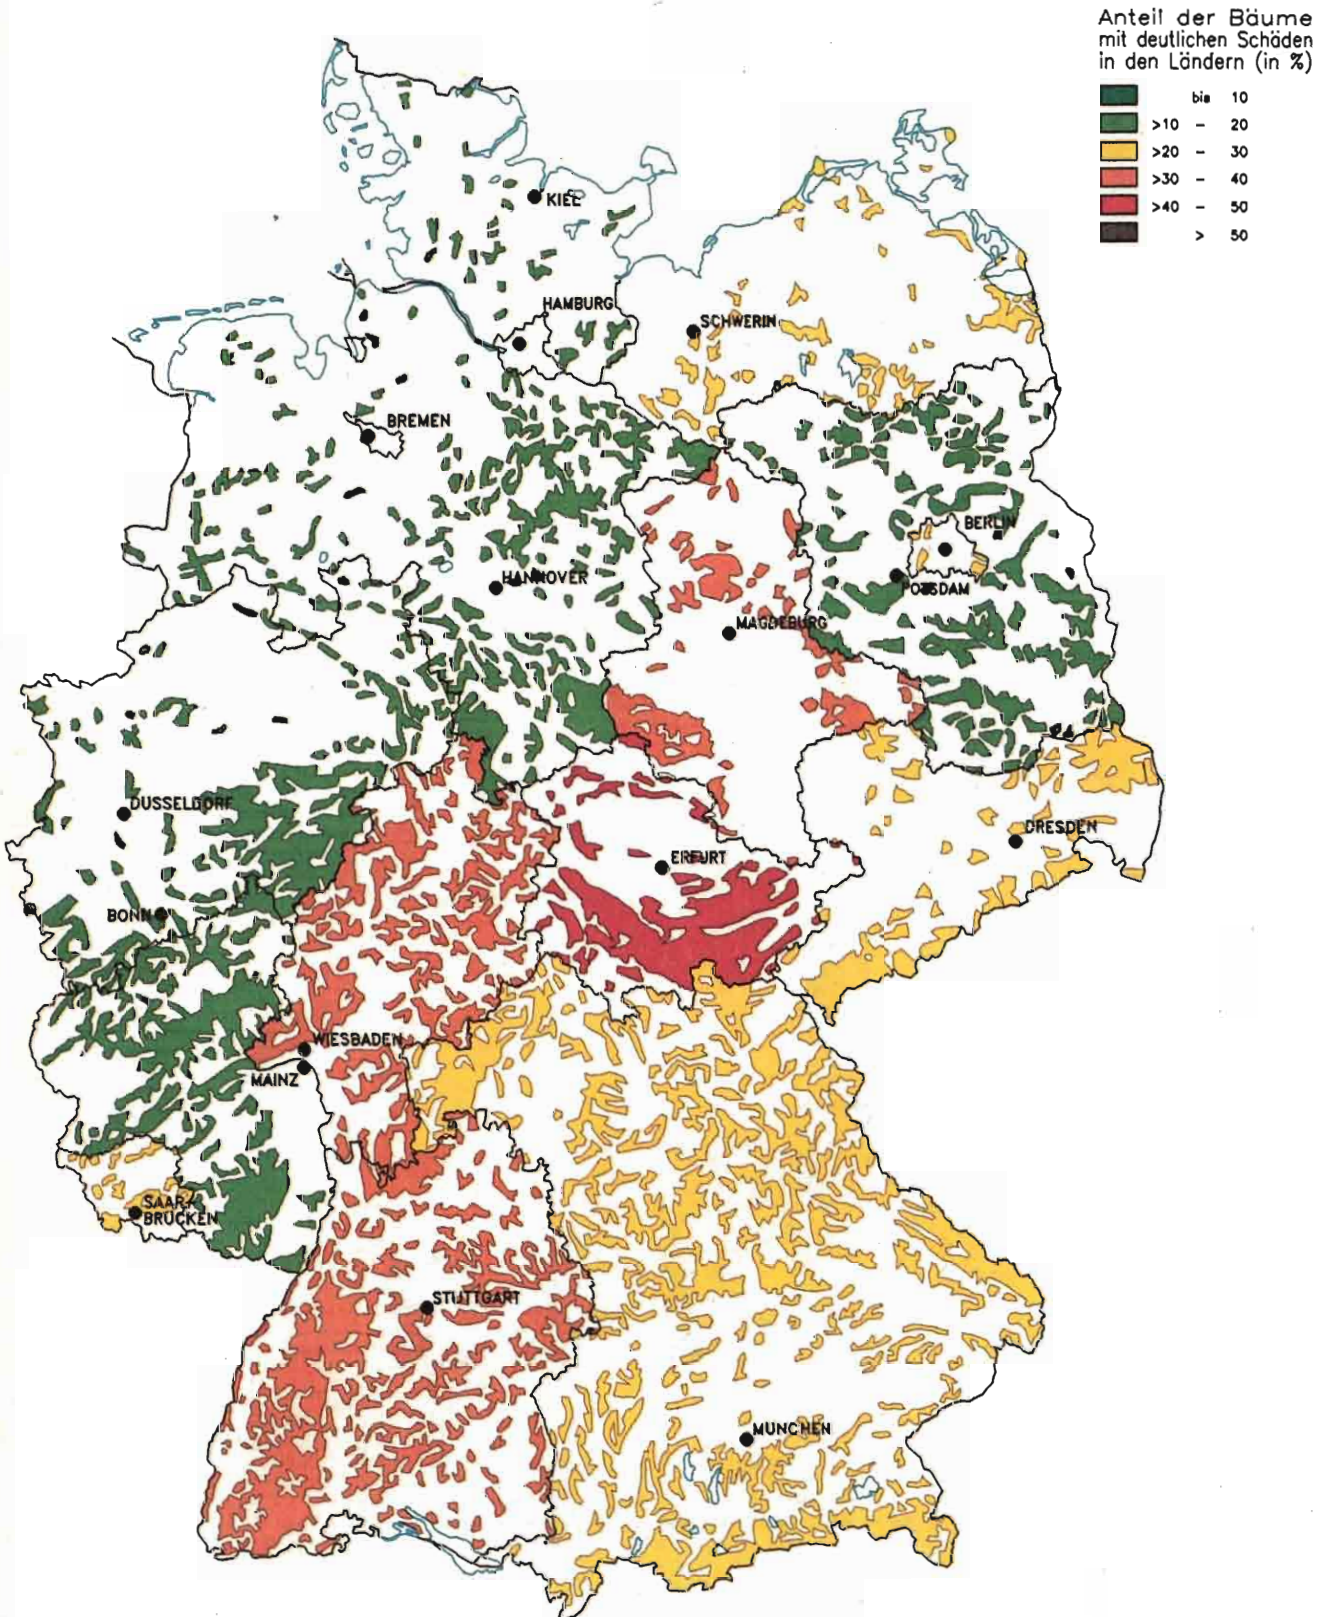 Anteil der Bäume
mit deutlichen Schäden
in den Ländern (in %)
bis 10
>10 - 20
>20 - 30
>30 - 40
>40 - 50
> 50
KIEL
HAMBURG
SCHWERIN
BREMEN
BERLIN
HANNOVER
POTSDAM
MAGDEBURG
DÜSSELDORF
DRESDEN
ERFURT
BONN
WIESBADEN
MAINZ
SAAR-
BRÜCKEN
STUTTGART
MÜNCHEN